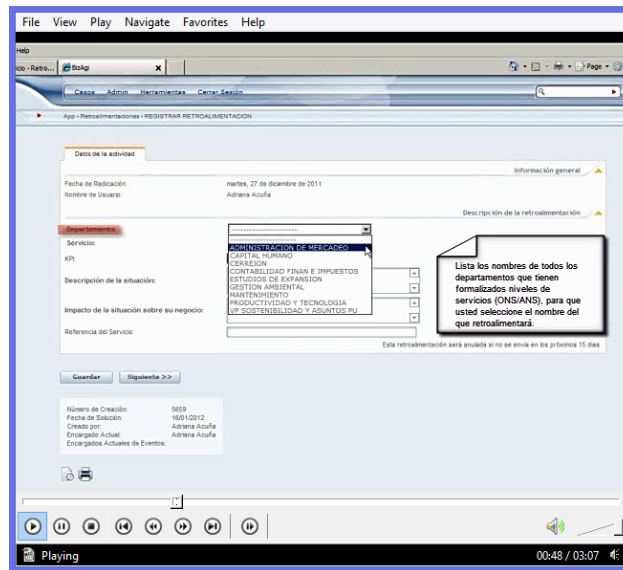 File View Play Navigate Favorites Help
Help
icio - Retro... BizAgi x
Page
Casos Admin Herramientas Cerrar Sesión
App - Retroalimentaciones - REGISTRAR RETROALIMENTACION
Datos de la actividad
Información general
Fecha de Radicación: martes, 27 de diciembre de 2011
Nombre de Usuario: Adriana Acuña
Descripción de la retroalimentación
Departamento: ---------------------
Servicio: ---------------------
ADMINISTRACION DE MERCADEO
KPI CAPITAL HUMANO
CERREJON
CONTABILIDAD FINAN E IMPUESTOS
Descripción de la situación: ESTUDIOS DE EXPANSION
GESTION AMBIENTAL
MANTENIMIENTO
PRODUCTIVIDAD Y TECNOLOGIA
Impacto de la situación sobre su negocio: VP SOSTENIBILIDAD Y ASUNTOS PU
Lista los nombres de todos los
departamentos que tienen
formalizados niveles de
servicios (ONS/ANS), para que
usted seleccione el nombre del
que retroalimentará.
Referencia del Servicio:
Esta retroalimentación será anulada si no se envía en los próximos 15 días.
Guardar Siguiente >>
Número de Creación: 5659
Fecha de Solución: 16/01/2012
Creado por: Adriana Acuña
Encargado Actual: Adriana Acuña
Encargados Actuales de Eventos:
Playing 00:48 / 03:07